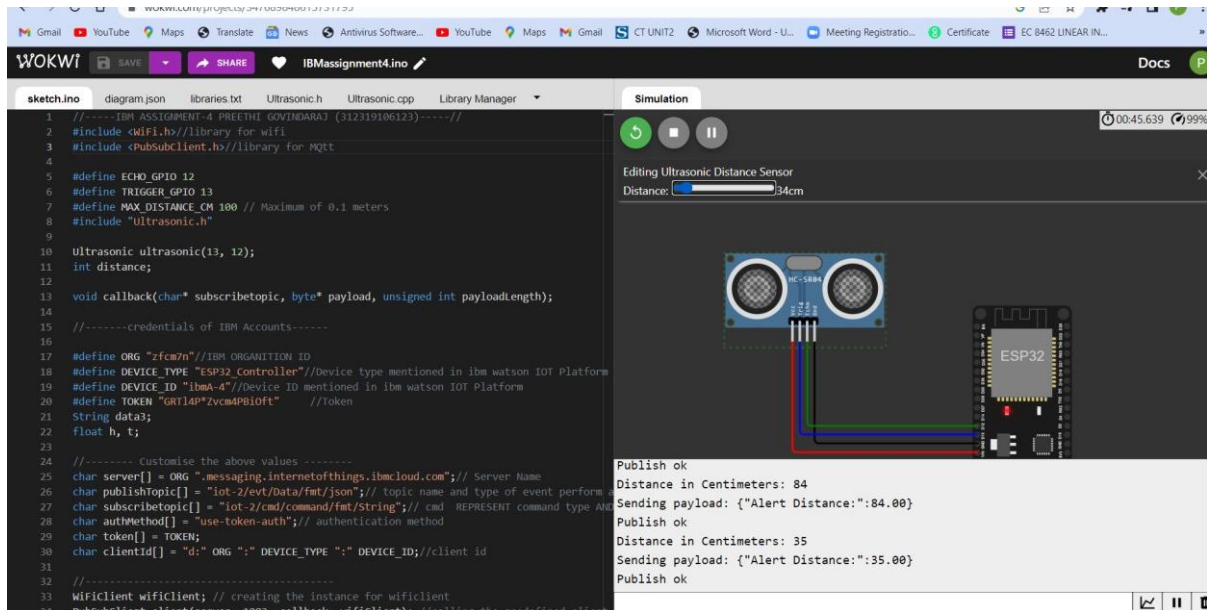 wokwi.com/projects/
Gmail YouTube Maps Translate News Antivirus Software... YouTube Maps Gmail CT UNIT2 Microsoft Word - U... Meeting Registratio... Certificate EC 8462 LINEAR IN... »
WOKWi SAVE SHARE IBMassignment4.ino Docs P
sketch.ino diagram.json libraries.txt Ultrasonic.h Ultrasonic.cpp Library Manager
1 //-----IBM ASSIGNMENT-4 PREETHI GOVINDARAJ (312319106123)-----//
2 #include <WiFi.h>//library for wifi
3 #include <PubSubClient.h>//library for MQtt
4
5 #define ECHO_GPIO 12
6 #define TRIGGER_GPIO 13
7 #define MAX_DISTANCE_CM 100 // Maximum of 0.1 meters
8 #include "Ultrasonic.h"
9
10 Ultrasonic ultrasonic(13, 12);
11 int distance;
12
13 void callback(char* subscribetopic, byte* payload, unsigned int payloadLength);
14
15 //-------credentials of IBM Accounts------
16
17 #define ORG "zfcm7n"//IBM ORGANITION ID
18 #define DEVICE_TYPE "ESP32_Controller"//Device type mentioned in ibm watson IOT Platform
19 #define DEVICE_ID "ibmA-4"//Device ID mentioned in ibm watson IOT Platform
20 #define TOKEN "GRTl4P*Zvcm4PBiOft" //Token
21 String data3;
22 float h, t;
23
24 //-------- Customise the above values --------
25 char server[] = ORG ".messaging.internetofthings.ibmcloud.com";// Server Name
26 char publishTopic[] = "iot-2/evt/Data/fmt/json";// topic name and type of event perform a
27 char subscribetopic[] = "iot-2/cmd/command/fmt/String";// cmd REPRESENT command type AND
28 char authMethod[] = "use-token-auth";// authentication method
29 char token[] = TOKEN;
30 char clientId[] = "d:" ORG ":" DEVICE_TYPE ":" DEVICE_ID;//client id
31
32 //-----------------------------------------
33 WiFiClient wifiClient; // creating the instance for wificlient
Simulation
00:45.639 99%
Editing Ultrasonic Distance Sensor
Distance: 34cm
HC-SR04
Vcc Trig Echo Gnd
ESP32
Publish ok
Distance in Centimeters: 84
Sending payload: {"Alert Distance:":84.00}
Publish ok
Distance in Centimeters: 35
Sending payload: {"Alert Distance:":35.00}
Publish ok